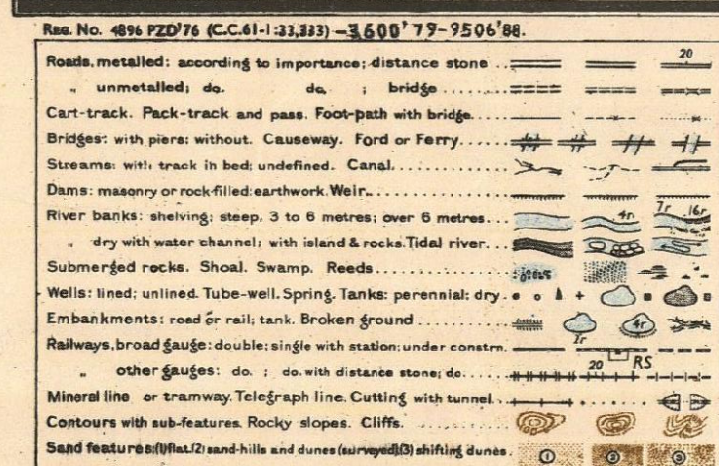 Reg. No. 4896 PZD'76 (C.C.61-1:33,333) -3,600'79-9506'88.
Roads, metalled: according to importance; distance stone ... 20
" unmetalled; do. do. ; bridge ............
Cart-track. Pack-track and pass. Foot-path with bridge....
Bridges: with piers: without. Causeway. Ford or Ferry......
Streams: with track in bed; undefined. Canal...............
Dams: masonry or rock-filled: earthwork. Weir...............
River banks: shelving; steep, 3 to 6 metres; over 6 metres... 4r 7r 16r
" dry with water channel; with island & rocks. Tidal river...
Submerged rocks. Shoal. Swamp. Reeds................
Wells: lined; unlined. Tube-well. Spring. Tanks: perennial; dry.
Embankments: road or rail; tank. Broken ground ........... 2r 4r
Railways, broad gauge: double; single with station; under constrn. RS
" other gauges: do. ; do. with distance stone; do. 20
Mineral line or tramway. Telegraph line. Cutting with tunnel..
Contours with sub-features. Rocky slopes. Cliffs.............
Sand features: (1) flat. (2) sand-hills and dunes (surveyed) (3) shifting dunes. 1 2 3